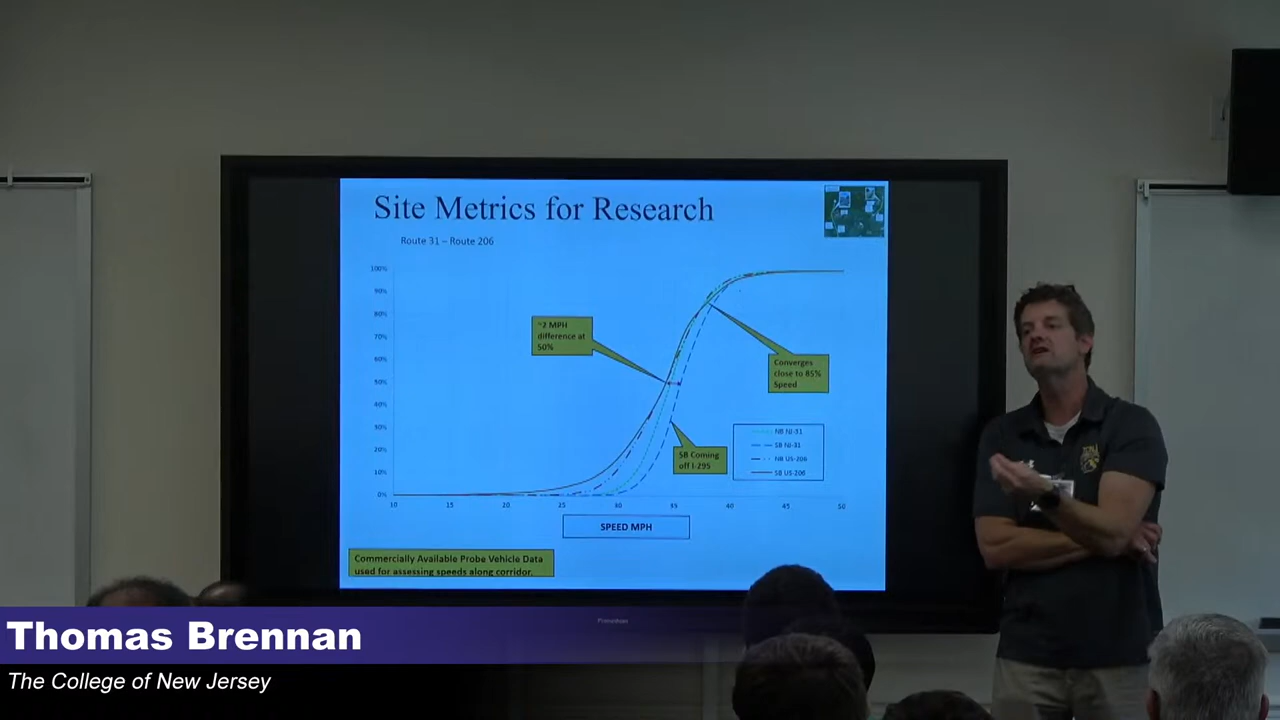 Site Metrics for Research
Route 31 – Route 206
100%
90%
80%
70%
60%
50%
40%
30%
20%
10%
0%
~2 MPH
difference at
50%
Converges
close to 85%
Speed
SB Coming
off I-295
NB NJ-31
SB NJ-31
NB US-206
SB US-206
10
15
20
25
30
35
40
45
50
SPEED MPH
Commercially Available Probe Vehicle Data
used for assessing speeds along corridor.
Promethean
Thomas Brennan
The College of New Jersey